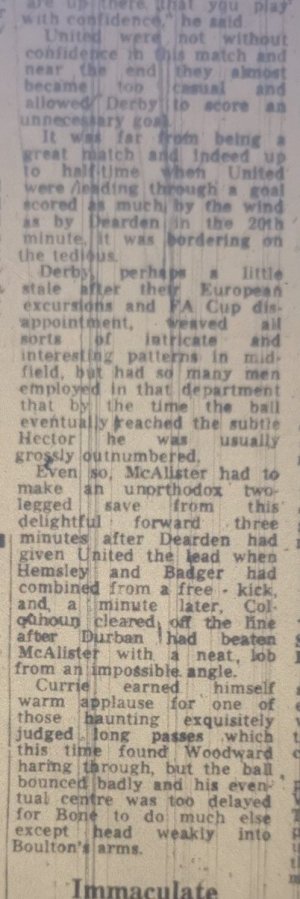 are up there, that you play
with confidence," he said
United were not without
confidence in this match and
near the end they almost
became too casual and
allowed Derby to score an
unnecessary goal.
It was far from being a
great match and indeed up
to half-time when United
were leading through a goal
scored as much by the wind
as by Dearden in the 20th
minute, it was bordering on
the tedious.
Derby, perhaps a little
stale after their European
excursions and FA Cup dis-
appointment, weaved all
sorts of intricate and
interesting patterns in mid-
field, but had so many men
employed in that department
that by the time the ball
eventually reached the subtle
Hector he was usually
grossly outnumbered.
Even so, McAlister had to
make an unorthodox two-
legged save from this
delightful forward three
minutes after Dearden had
given United the lead when
Hemsley and Badger had
combined from a free - kick,
and, a minute later, Col-
quhoun cleared off the line
after Durban had beaten
McAlister with a neat, lob
from an impossible angle.
Currie earned himself
warm applause for one of
those haunting exquisitely
judged long passes which
this time found Woodward
haring through, but the ball
bounced badly and his even-
tual centre was too delayed
for Bone to do much else
except head weakly into
Boulton's arms.
Immaculate